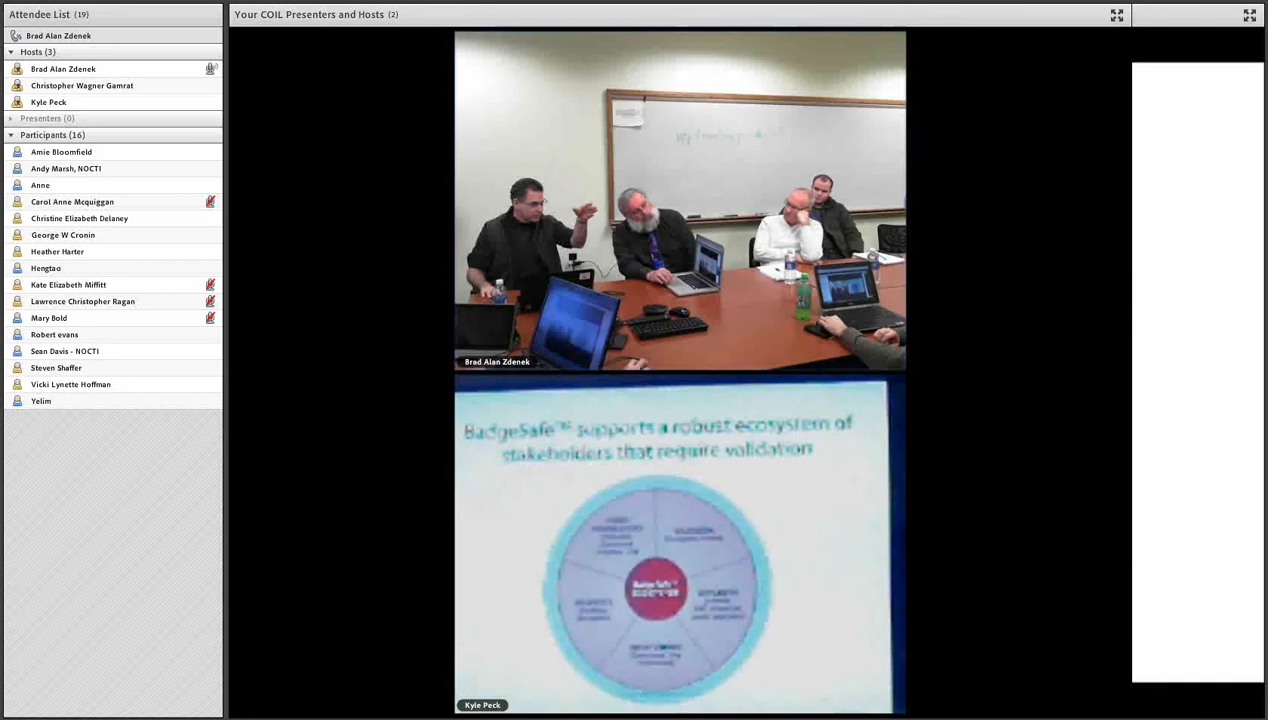 Attendee List (19)
Brad Alan Zdenek
Hosts (3)
Brad Alan Zdenek
Christopher Wagner Gamrat
Kyle Peck
Presenters (0)
Participants (16)
Amie Bloomfield
Andy Marsh, NOCTI
Anne
Carol Anne Mcquiggan
Christine Elizabeth Delaney
George W Cronin
Heather Harter
Hengtao
Kate Elizabeth Miffitt
Lawrence Christopher Ragan
Mary Bold
Robert evans
Sean Davis - NOCTI
Steven Shaffer
Vicki Lynette Hoffman
Yelim
Your COIL Presenters and Hosts (2)
Brad Alan Zdenek
BadgeSafe supports a robust ecosystem of
stakeholders that require validation
BadgeSafe
Kyle Peck